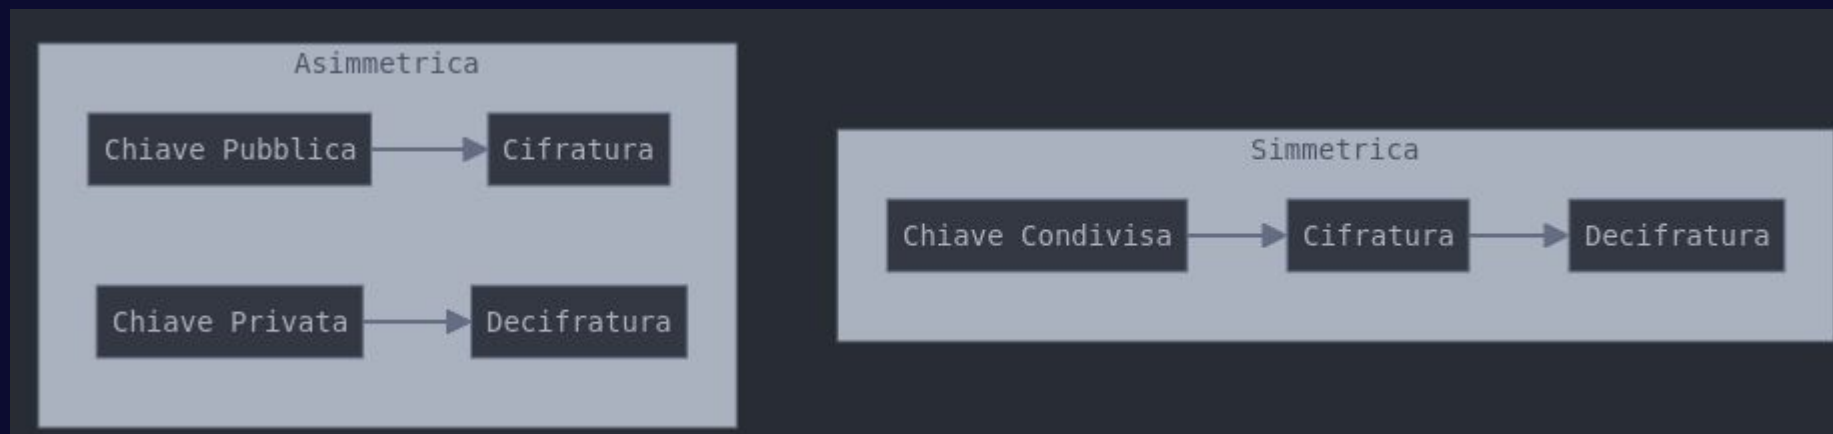 Asimmetrica
Chiave Pubblica
Cifratura
Chiave Privata
Decifratura
Simmetrica
Chiave Condivisa
Cifratura
Decifratura